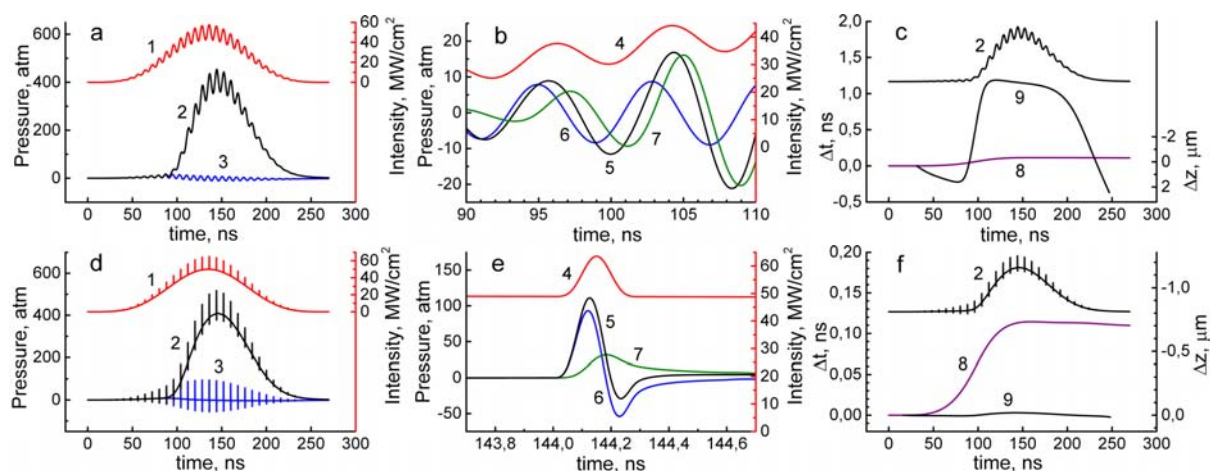 a
Pressure, atm
600
400
200
0
1
2
3
60
40
20
0
Intensity, MW/cm²
0 50 100 150 200 250 300
time, ns
b
Pressure, atm
20
10
0
-10
-20
4
5
6
7
40
30
20
10
0
Intensity, MW/cm²
90 95 100 105 110
time, ns
c
Δt, ns
2,0
1,5
1,0
0,5
0,0
-0,5
2
9
8
-2
0
2
Δz, μm
0 50 100 150 200 250 300
time, ns
d
Pressure, atm
600
400
200
0
1
2
3
60
40
20
0
Intensity, MW/cm²
0 50 100 150 200 250 300
time, ns
e
Pressure, atm
150
100
50
0
-50
4
5
6
7
60
50
40
30
20
10
0
Intensity, MW/cm²
143,8 144,0 144,2 144,4 144,6
time, ns
f
Δt, ns
0,20
0,15
0,10
0,05
0,00
2
8
9
-1,0
-0,5
0,0
Δz, μm
0 50 100 150 200 250 300
time, ns